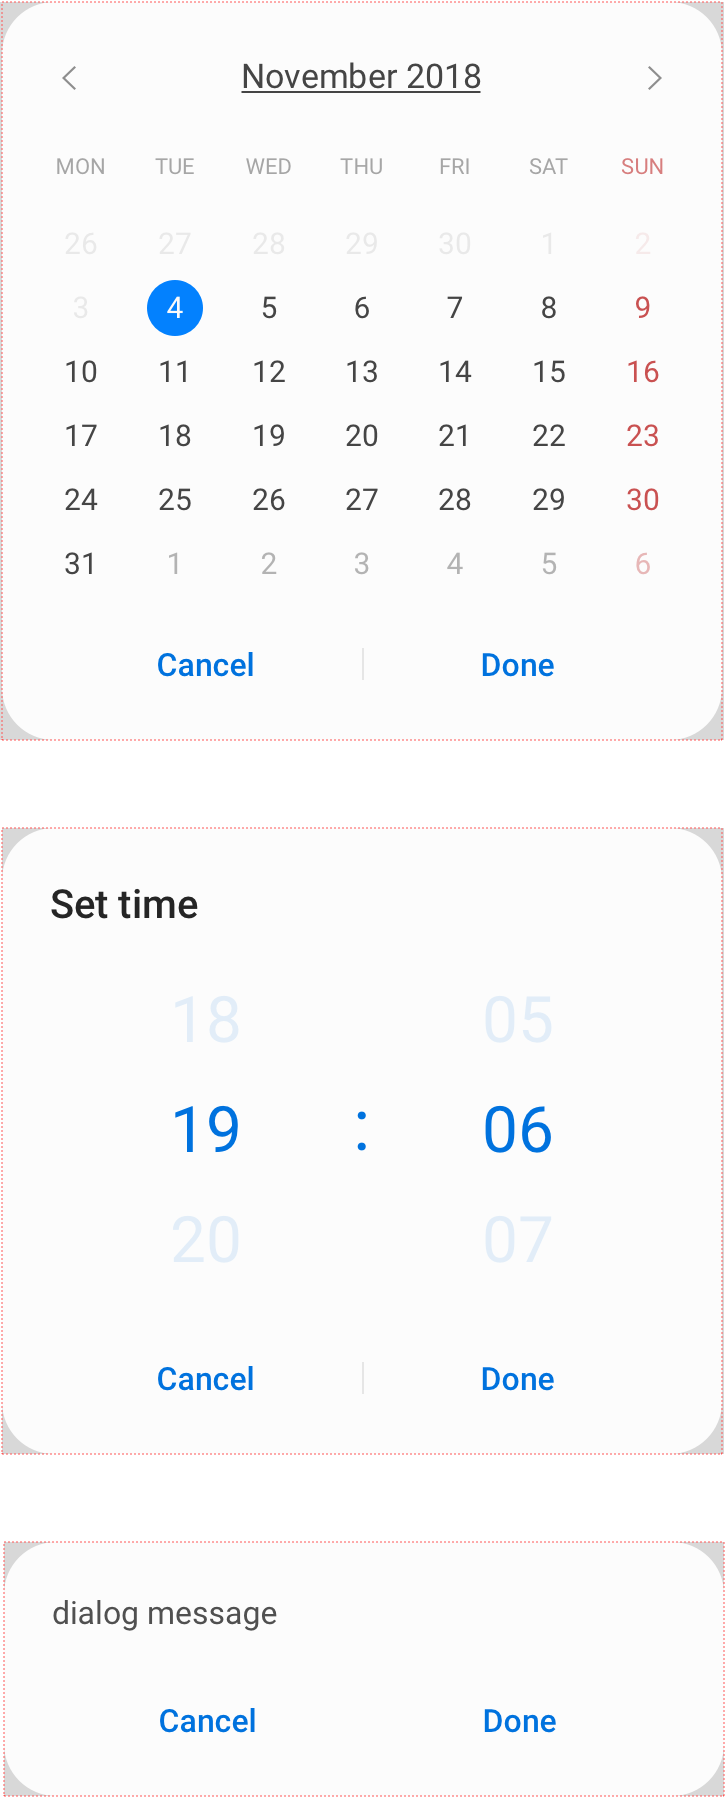 November 2018
MON TUE WED THU FRI SAT SUN
26 27 28 29 30 1 2
3 4 5 6 7 8 9
10 11 12 13 14 15 16
17 18 19 20 21 22 23
24 25 26 27 28 29 30
31 1 2 3 4 5 6
Cancel Done
Set time
18 05
19 : 06
20 07
Cancel Done
dialog message
Cancel Done